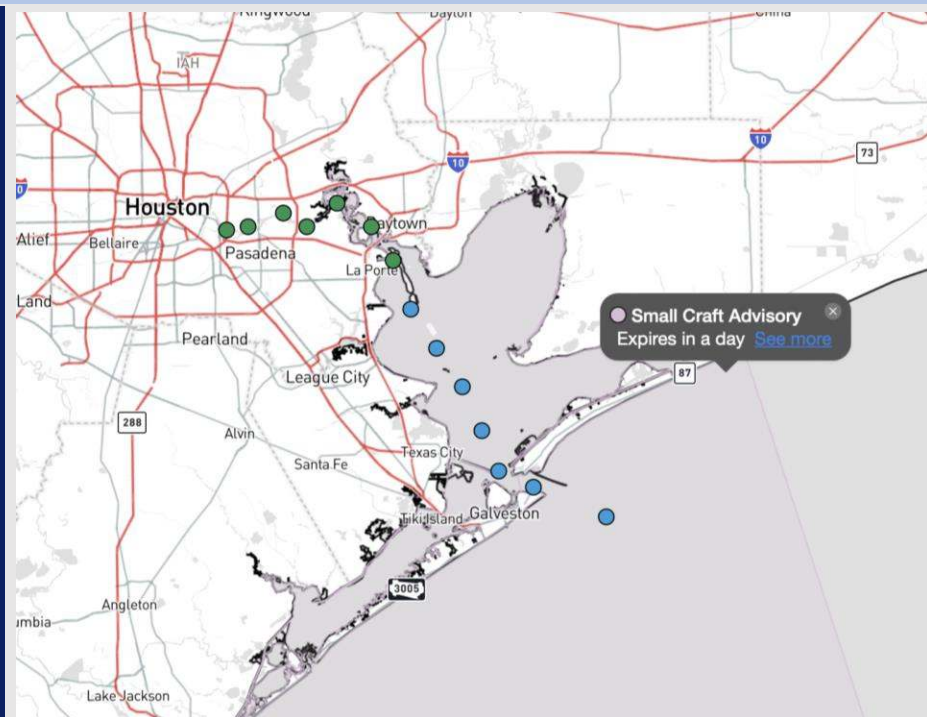 Kingwood
Dayton
China
IAH
10
10
73
0
Houston
Baytown
Atief
Bellaire
Pasadena
La Porte
Land
Small Craft Advisory
Expires in a day See more
Pearland
League City
87
288
Alvin
Texas City
Santa Fe
Tiki Island
Galveston
3005
Angleton
umbia
Lake Jackson